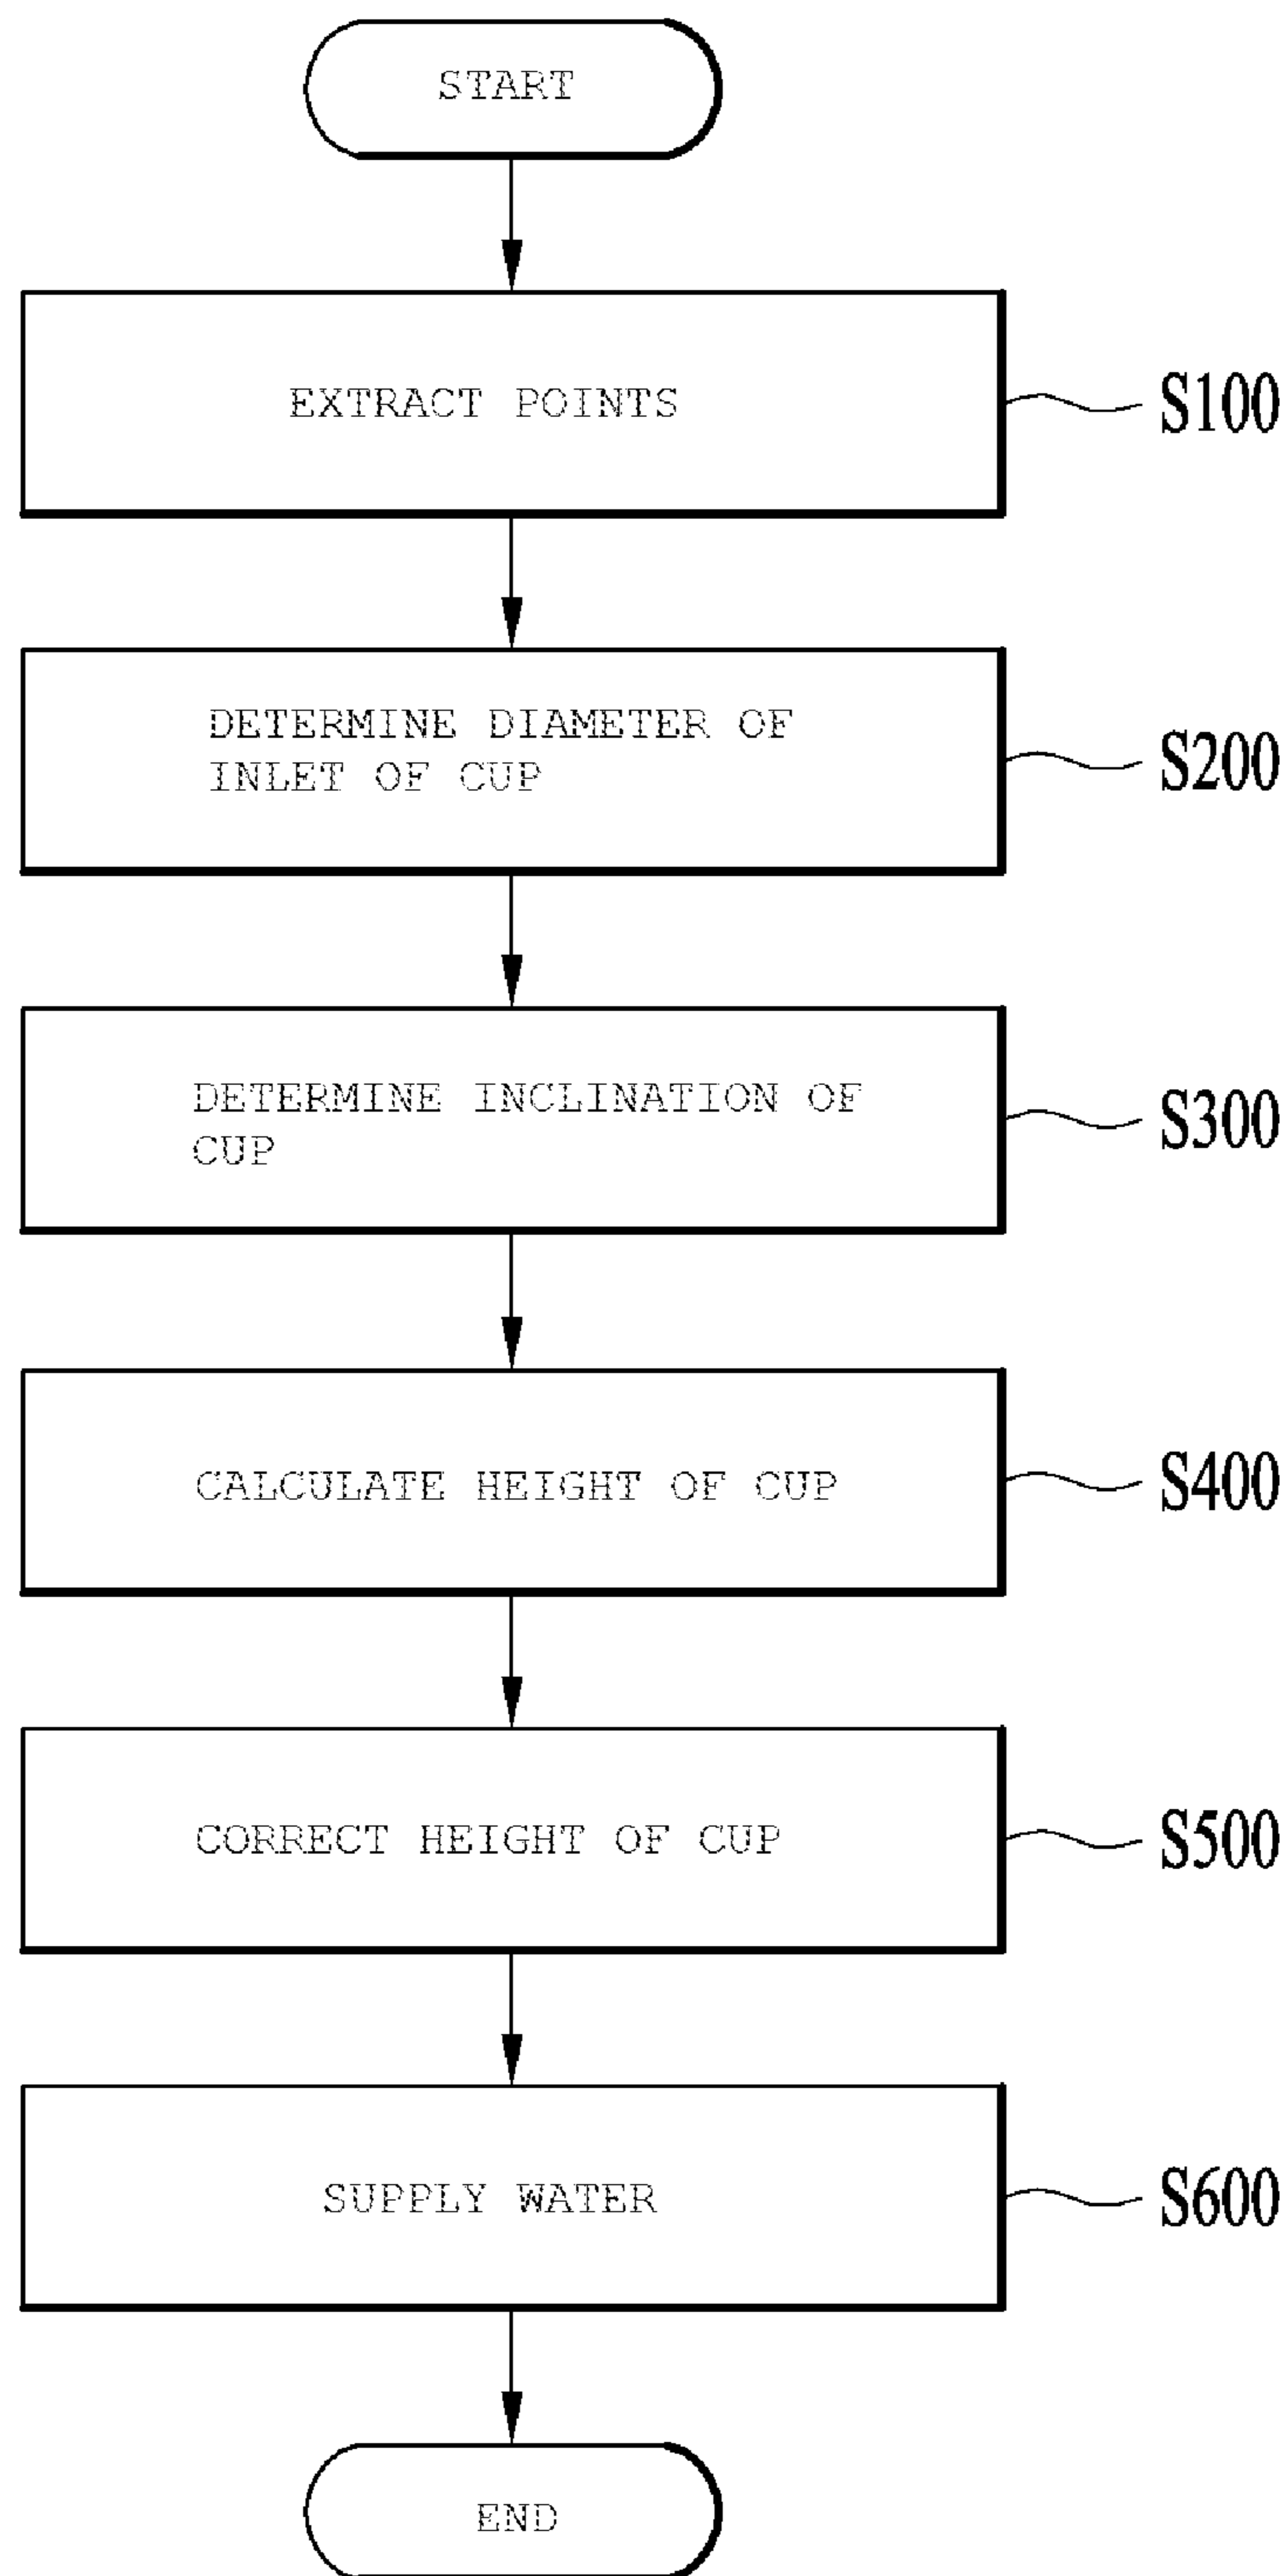 START
EXTRACT POINTS
S100
DETERMINE DIAMETER OF
INLET OF CUP
S200
DETERMINE INCLINATION OF
CUP
S300
CALCULATE HEIGHT OF CUP
S400
CORRECT HEIGHT OF CUP
S500
SUPPLY WATER
S600
END